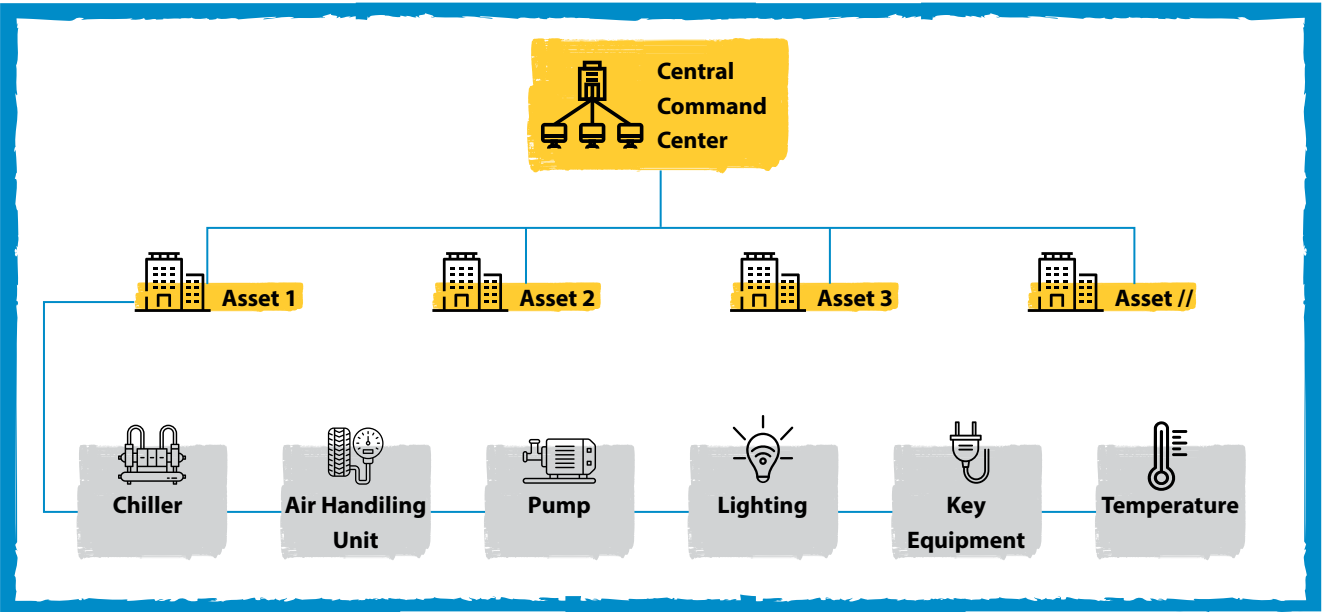 Central
Command
Center
Asset 1
Asset 2
Asset 3
Asset //
Chiller
Air Handiling
Unit
Pump
Lighting
Key
Equipment
Temperature